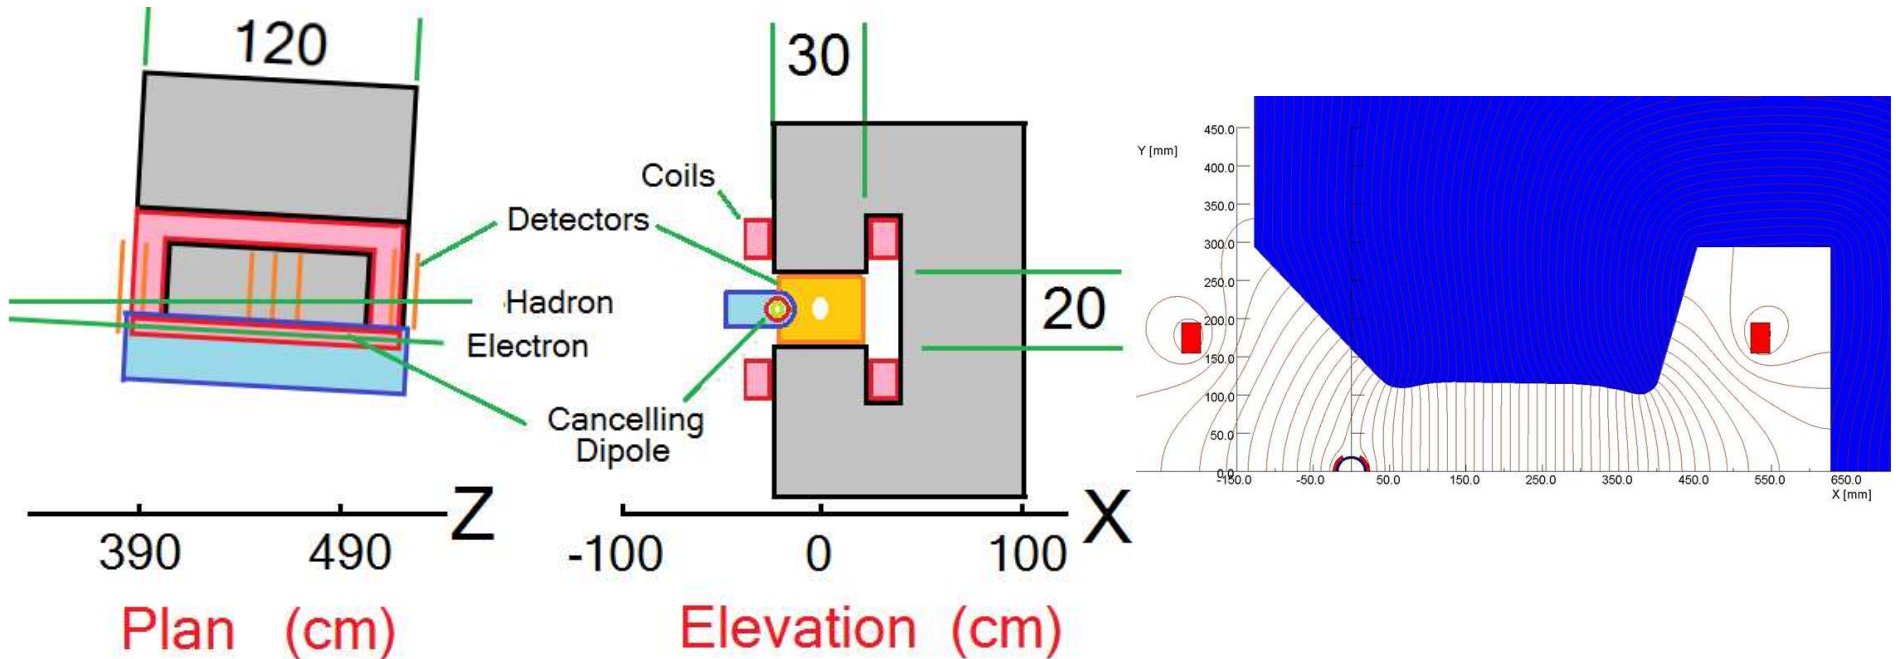 120
Detectors
Hadron
Electron
390
490
Z
Plan (cm)
30
Coils
20
Cancelling
Dipole
-100
0
100
X
Elevation (cm)
Y [mm]
450.0
400.0
350.0
300.0
250.0
200.0
150.0
100.0
50.0
0.0
-150.0
-50.0
50.0
150.0
250.0
350.0
450.0
550.0
650.0
X [mm]